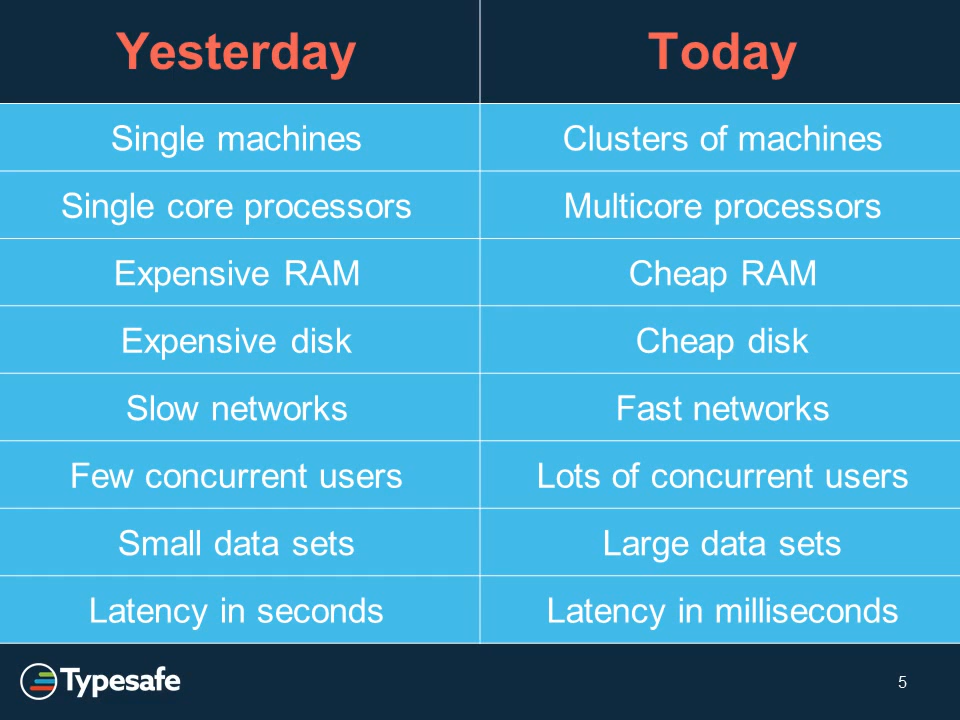 Yesterday Today
Single machines Clusters of machines
Single core processors Multicore processors
Expensive RAM Cheap RAM
Expensive disk Cheap disk
Slow networks Fast networks
Few concurrent users Lots of concurrent users
Small data sets Large data sets
Latency in seconds Latency in milliseconds
Typesafe 5